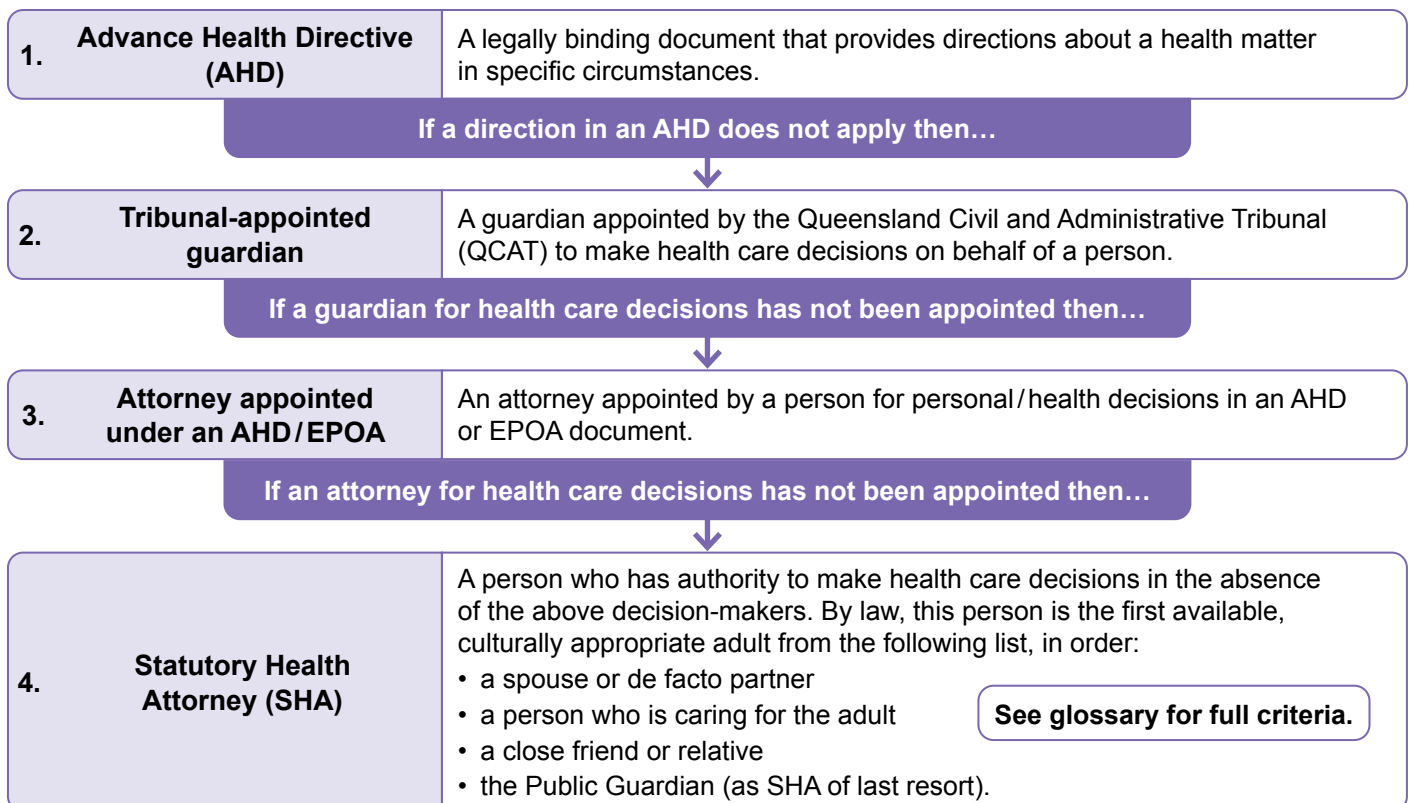 1.
Advance Health Directive
(AHD)
A legally binding document that provides directions about a health matter
in specific circumstances.
If a direction in an AHD does not apply then…
2.
Tribunal-appointed
guardian
A guardian appointed by the Queensland Civil and Administrative Tribunal
(QCAT) to make health care decisions on behalf of a person.
If a guardian for health care decisions has not been appointed then…
3.
Attorney appointed
under an AHD/EPOA
An attorney appointed by a person for personal/health decisions in an AHD
or EPOA document.
If an attorney for health care decisions has not been appointed then…
4.
Statutory Health
Attorney (SHA)
A person who has authority to make health care decisions in the absence
of the above decision-makers. By law, this person is the first available,
culturally appropriate adult from the following list, in order:
• a spouse or de facto partner
• a person who is caring for the adult
• a close friend or relative
• the Public Guardian (as SHA of last resort).
See glossary for full criteria.